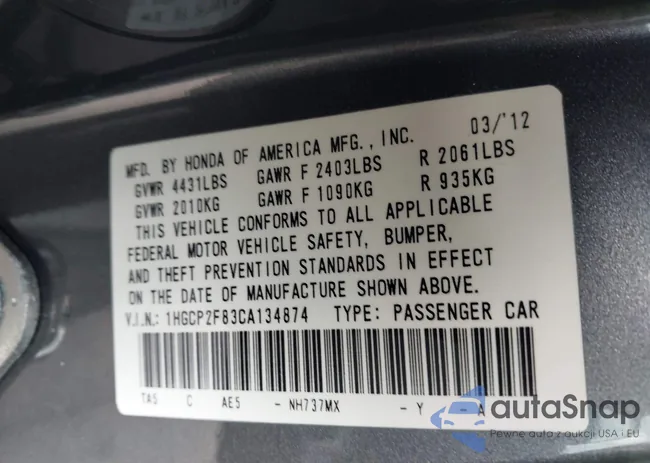 MFD. BY HONDA OF AMERICA MFG., INC. 03/'12
GVWR 4431LBS GAWR F 2403LBS R 2061LBS
GVWR 2010KG GAWR F 1090KG R 935KG
THIS VEHICLE CONFORMS TO ALL APPLICABLE
FEDERAL MOTOR VEHICLE SAFETY, BUMPER,
AND THEFT PREVENTION STANDARDS IN EFFECT
ON THE DATE OF MANUFACTURE SHOWN ABOVE.
V.I.N.: 1HGCP2F83CA134874 TYPE: PASSENGER CAR
TA5 C AE5 - NH737MX - Y A
autaSnap
Pewne auta z aukcji USA i EU